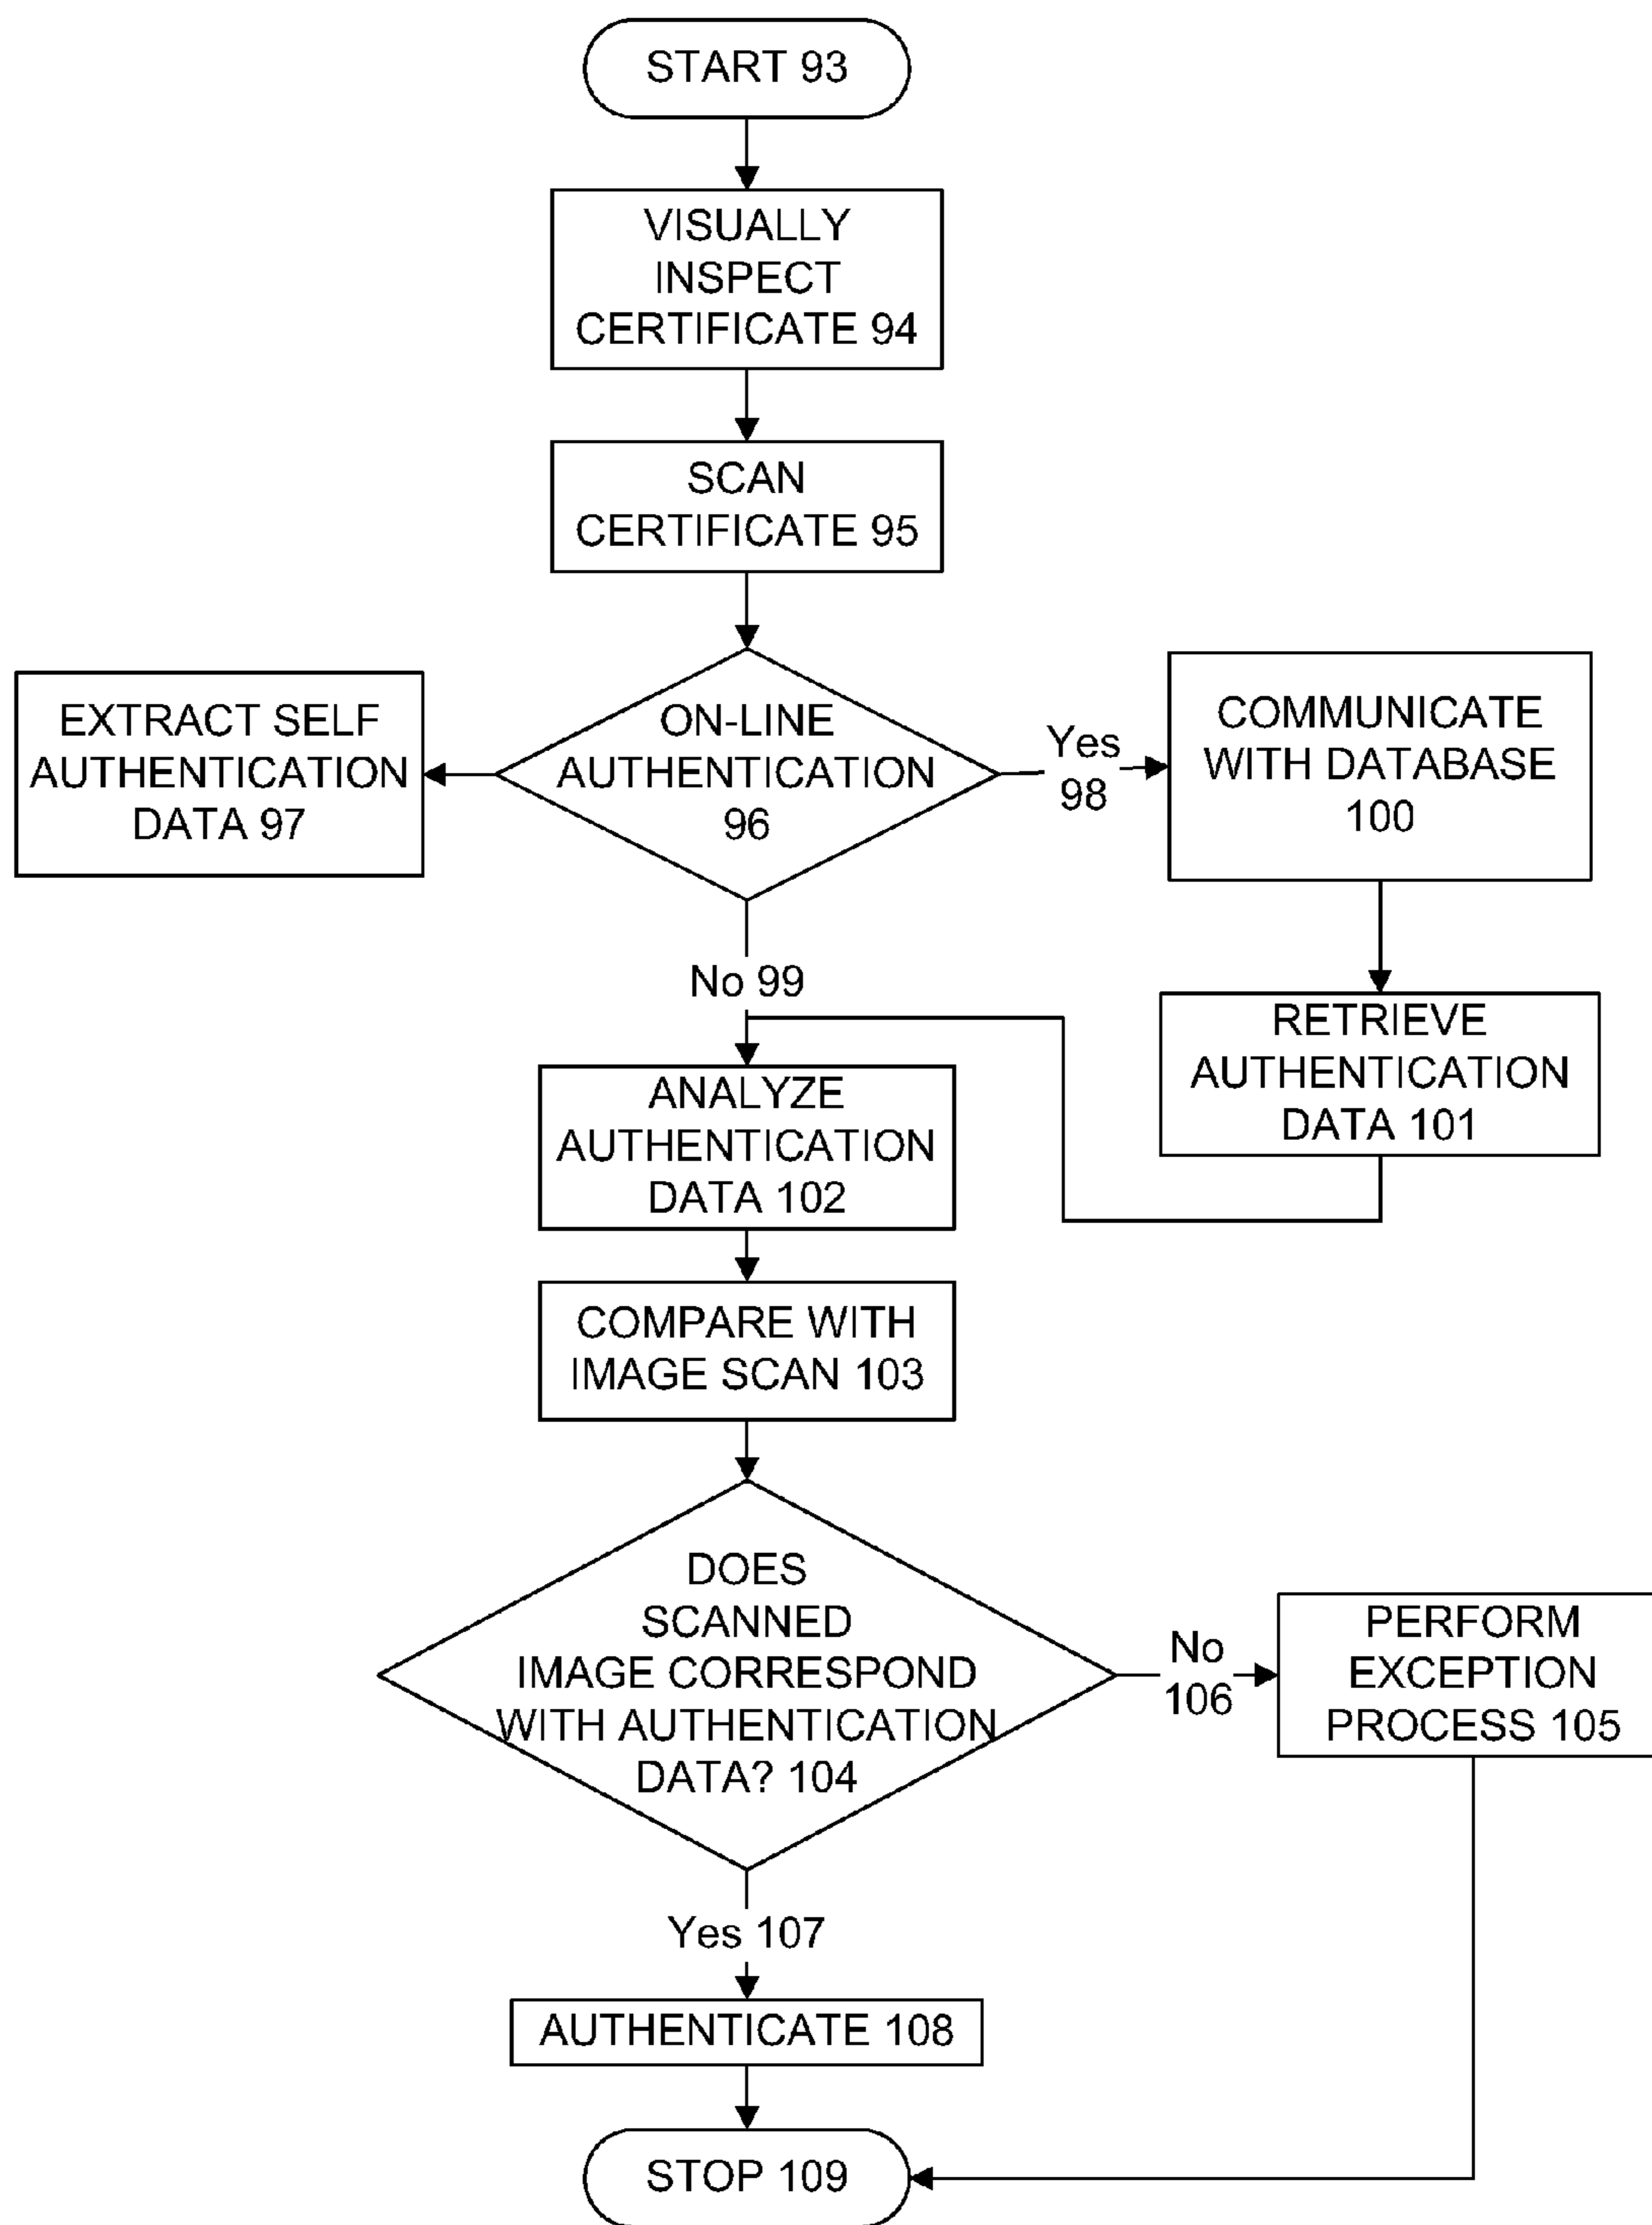 START 93
VISUALLY
INSPECT
CERTIFICATE 94
SCAN
CERTIFICATE 95
EXTRACT SELF
AUTHENTICATION
DATA 97
ON-LINE
AUTHENTICATION
96
Yes
98
COMMUNICATE
WITH DATABASE
100
No 99
RETRIEVE
AUTHENTICATION
DATA 101
ANALYZE
AUTHENTICATION
DATA 102
COMPARE WITH
IMAGE SCAN 103
DOES
SCANNED
IMAGE CORRESPOND
WITH AUTHENTICATION
DATA? 104
No
106
PERFORM
EXCEPTION
PROCESS 105
Yes 107
AUTHENTICATE 108
STOP 109